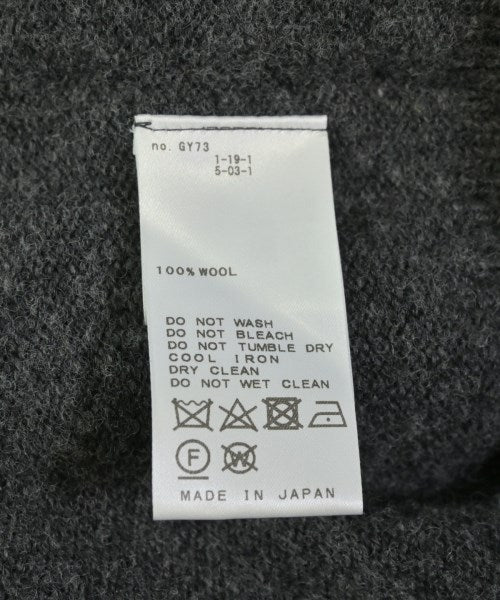 no. GY73
1-19-1
5-03-1
100% WOOL
DO NOT WASH
DO NOT BLEACH
DO NOT TUMBLE DRY
COOL IRON
DRY CLEAN
DO NOT WET CLEAN
F W
MADE IN JAPAN